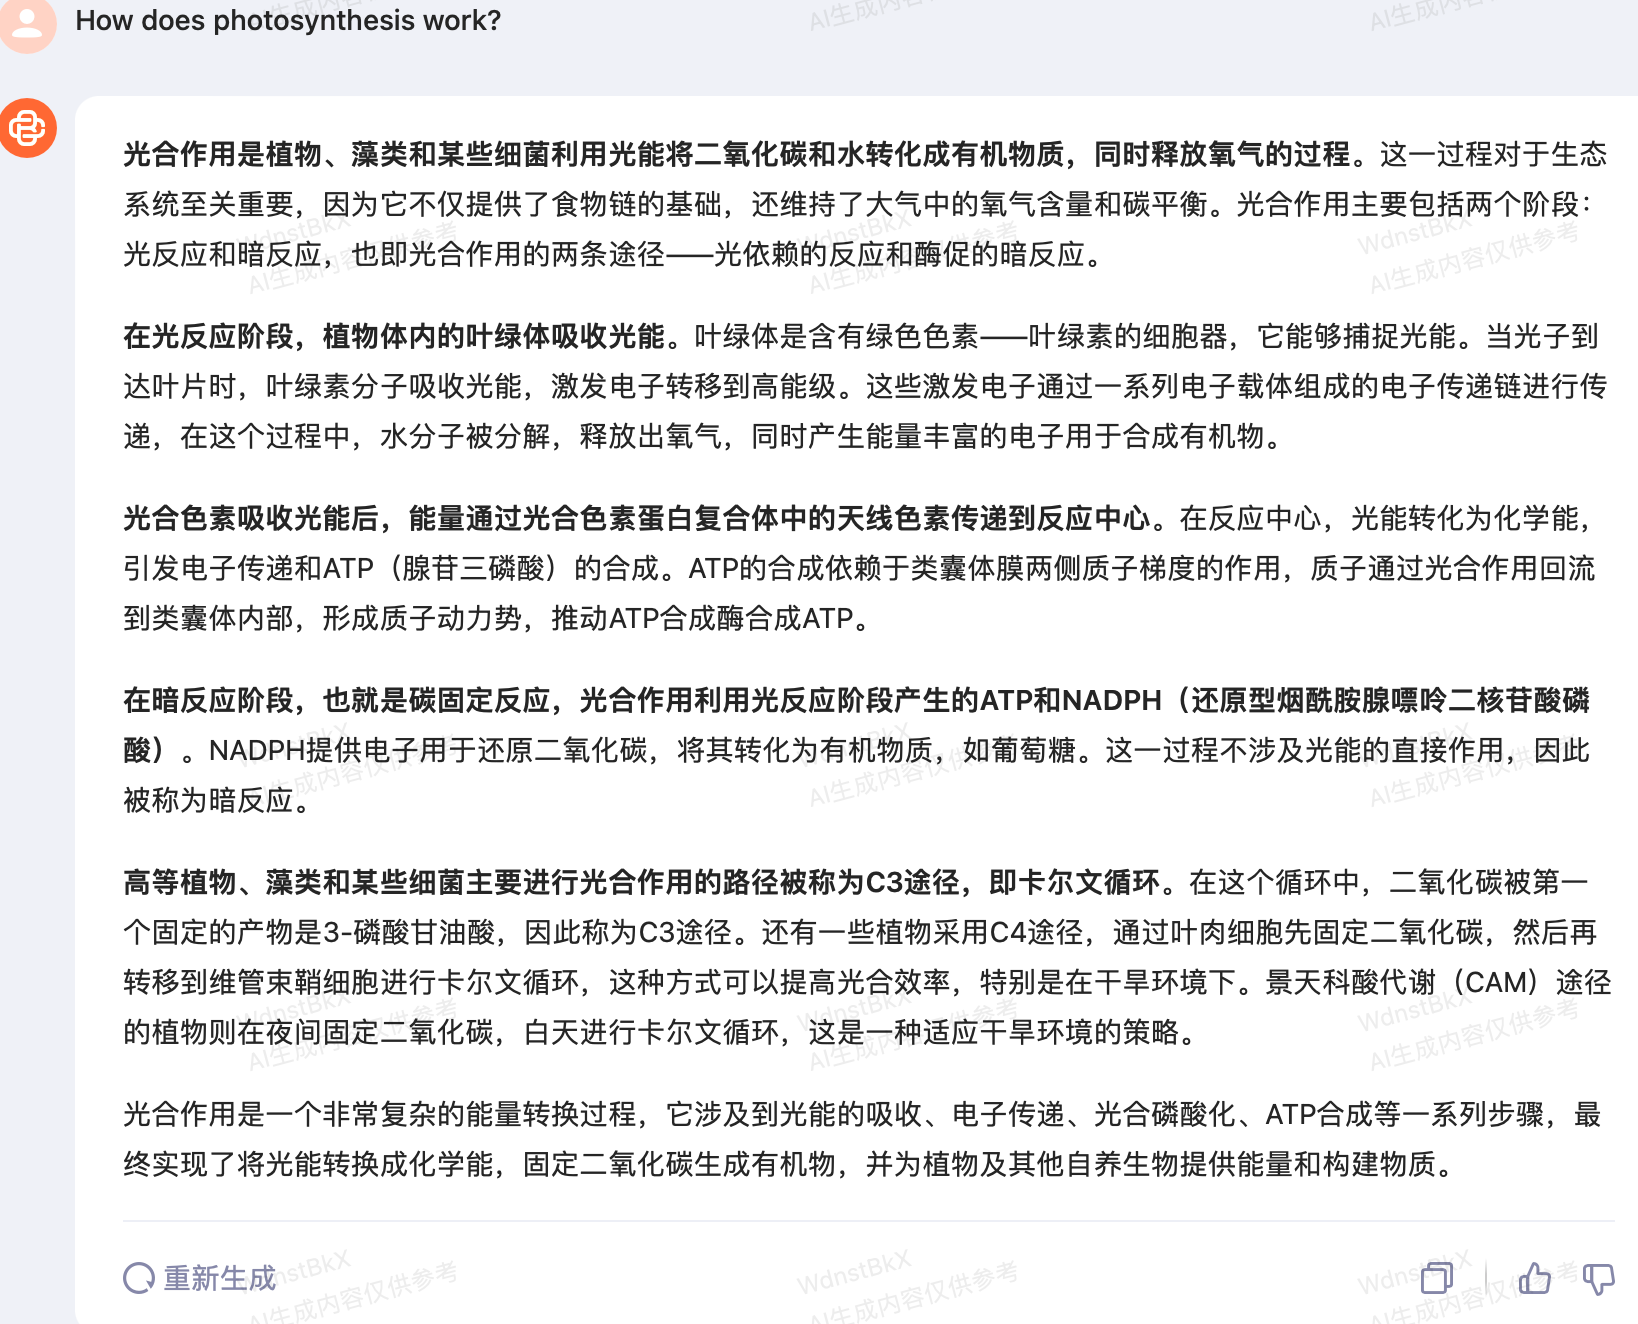 How does photosynthesis work?
光合作用是植物、藻类和某些细菌利用光能将二氧化碳和水转化成有机物质，同时释放氧气的过程。这一过程对于生态
系统至关重要，因为它不仅提供了食物链的基础，还维持了大气中的氧气含量和碳平衡。光合作用主要包括两个阶段：
光反应和暗反应，也即光合作用的两条途径——光依赖的反应和酶促的暗反应。
在光反应阶段，植物体内的叶绿体吸收光能。叶绿体是含有绿色色素——叶绿素的细胞器，它能够捕捉光能。当光子到
达叶片时，叶绿素分子吸收光能，激发电子转移到高能级。这些激发电子通过一系列电子载体组成的电子传递链进行传
递，在这个过程中，水分子被分解，释放出氧气，同时产生能量丰富的电子用于合成有机物。
光合色素吸收光能后，能量通过光合色素蛋白复合体中的天线色素传递到反应中心。在反应中心，光能转化为化学能，
引发电子传递和ATP（腺苷三磷酸）的合成。ATP的合成依赖于类囊体膜两侧质子梯度的作用，质子通过光合作用回流
到类囊体内部，形成质子动力势，推动ATP合成酶合成ATP。
在暗反应阶段，也就是碳固定反应，光合作用利用光反应阶段产生的ATP和NADPH（还原型烟酰胺腺嘌呤二核苷酸磷
酸）。NADPH提供电子用于还原二氧化碳，将其转化为有机物质，如葡萄糖。这一过程不涉及光能的直接作用，因此
被称为暗反应。
高等植物、藻类和某些细菌主要进行光合作用的路径被称为C3途径，即卡尔文循环。在这个循环中，二氧化碳被第一
个固定的产物是3-磷酸甘油酸，因此称为C3途径。还有一些植物采用C4途径，通过叶肉细胞先固定二氧化碳，然后再
转移到维管束鞘细胞进行卡尔文循环，这种方式可以提高光合效率，特别是在干旱环境下。景天科酸代谢（CAM）途径
的植物则在夜间固定二氧化碳，白天进行卡尔文循环，这是一种适应干旱环境的策略。
光合作用是一个非常复杂的能量转换过程，它涉及到光能的吸收、电子传递、光合磷酸化、ATP合成等一系列步骤，最
终实现了将光能转换成化学能，固定二氧化碳生成有机物，并为植物及其他自养生物提供能量和构建物质。
重新生成
WdnstBkX
AI生成内容仅供参考